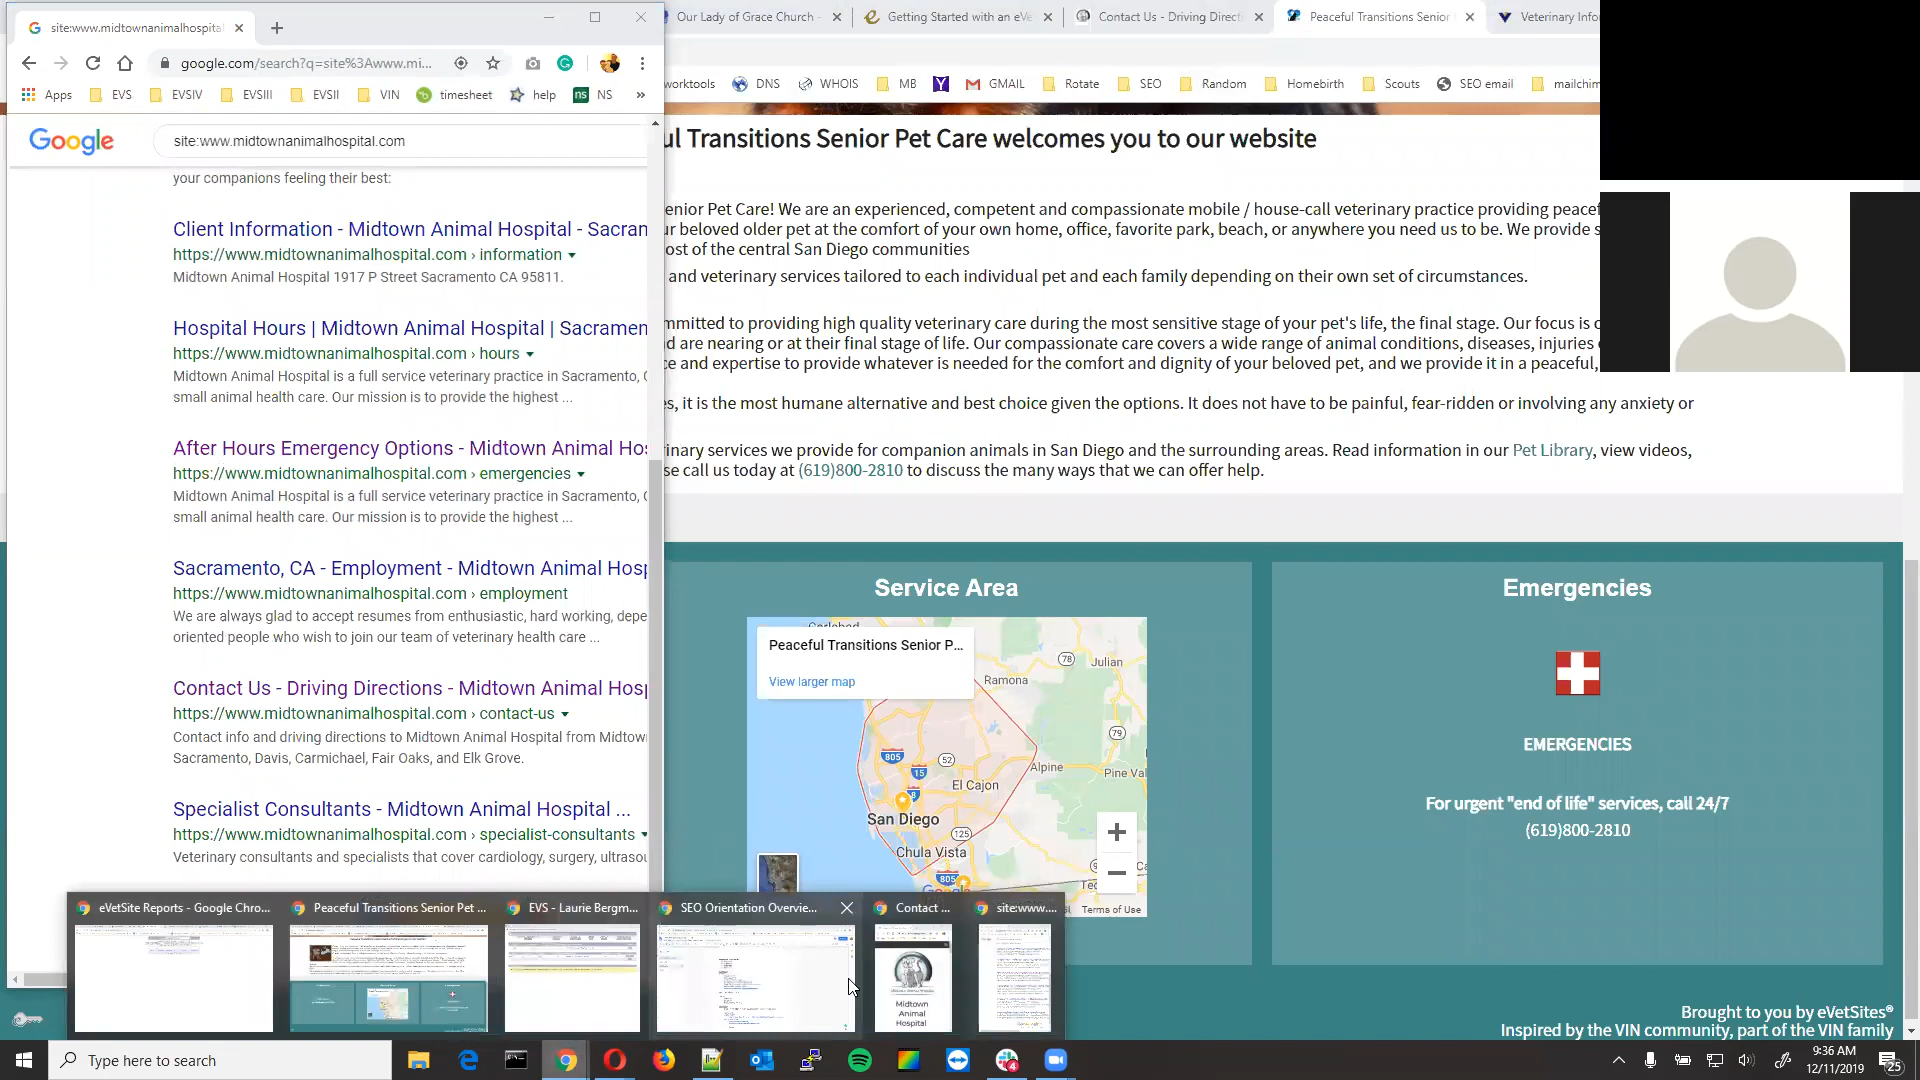 site:www.midtownanimalhospital
google.com/search?q=site%3Awww.mi...
Apps EVS EVSIV EVSIII EVSII VIN timesheet help NS »
Google
site:www.midtownanimalhospital.com
your companions feeling their best:
Client Information - Midtown Animal Hospital - Sacran
https://www.midtownanimalhospital.com › information
Midtown Animal Hospital 1917 P Street Sacramento CA 95811.
Hospital Hours | Midtown Animal Hospital | Sacramen
https://www.midtownanimalhospital.com › hours
Midtown Animal Hospital is a full service veterinary practice in Sacramento, C
small animal health care. Our mission is to provide the highest ...
After Hours Emergency Options - Midtown Animal Hos
https://www.midtownanimalhospital.com › emergencies
Midtown Animal Hospital is a full service veterinary practice in Sacramento, C
small animal health care. Our mission is to provide the highest ...
Sacramento, CA - Employment - Midtown Animal Hosp
https://www.midtownanimalhospital.com › employment
We are always glad to accept resumes from enthusiastic, hard working, depe
oriented people who wish to join our team of veterinary health care ...
Contact Us - Driving Directions - Midtown Animal Hosp
https://www.midtownanimalhospital.com › contact-us
Contact info and driving directions to Midtown Animal Hospital from Midtow
Sacramento, Davis, Carmichael, Fair Oaks, and Elk Grove.
Specialist Consultants - Midtown Animal Hospital ...
https://www.midtownanimalhospital.com › specialist-consultants
Veterinary consultants and specialists that cover cardiology, surgery, ultrasou
Our Lady of Grace Church -
Getting Started with an eVe
Contact Us - Driving Directi
Peaceful Transitions Senior
Veterinary Info
worktools DNS WHOIS MB GMAIL Rotate SEO Random Homebirth Scouts SEO email mailchim
ul Transitions Senior Pet Care welcomes you to our website
enior Pet Care! We are an experienced, competent and compassionate mobile / house-call veterinary practice providing peacef
ur beloved older pet at the comfort of your own home, office, favorite park, beach, or anywhere you need us to be. We provide s
ost of the central San Diego communities
and veterinary services tailored to each individual pet and each family depending on their own set of circumstances.
mmitted to providing high quality veterinary care during the most sensitive stage of your pet's life, the final stage. Our focus is o
d are nearing or at their final stage of life. Our compassionate care covers a wide range of animal conditions, diseases, injuries
ce and expertise to provide whatever is needed for the comfort and dignity of your beloved pet, and we provide it in a peaceful,
s, it is the most humane alternative and best choice given the options. It does not have to be painful, fear-ridden or involving any anxiety or
rinary services we provide for companion animals in San Diego and the surrounding areas. Read information in our Pet Library, view videos,
se call us today at (619)800-2810 to discuss the many ways that we can offer help.
Service Area
Peaceful Transitions Senior P...
View larger map
Carlsbad
78
Julian
Ramona
79
805
52
15
Alpine
Pine Val
El Cajon
8
San Diego
125
Chula Vista
805
Google
Terms of Use
Emergencies
EMERGENCIES
For urgent "end of life" services, call 24/7
(619)800-2810
Brought to you by eVetSites®
Inspired by the VIN community, part of the VIN family
eVetSite Reports - Google Chro...
Peaceful Transitions Senior Pet ...
EVS - Laurie Bergm...
SEO Orientation Overvie...
Contact ...
site:www....
Midtown
Animal
Hospital
Type here to search
4
9:36 AM
12/11/2019
25